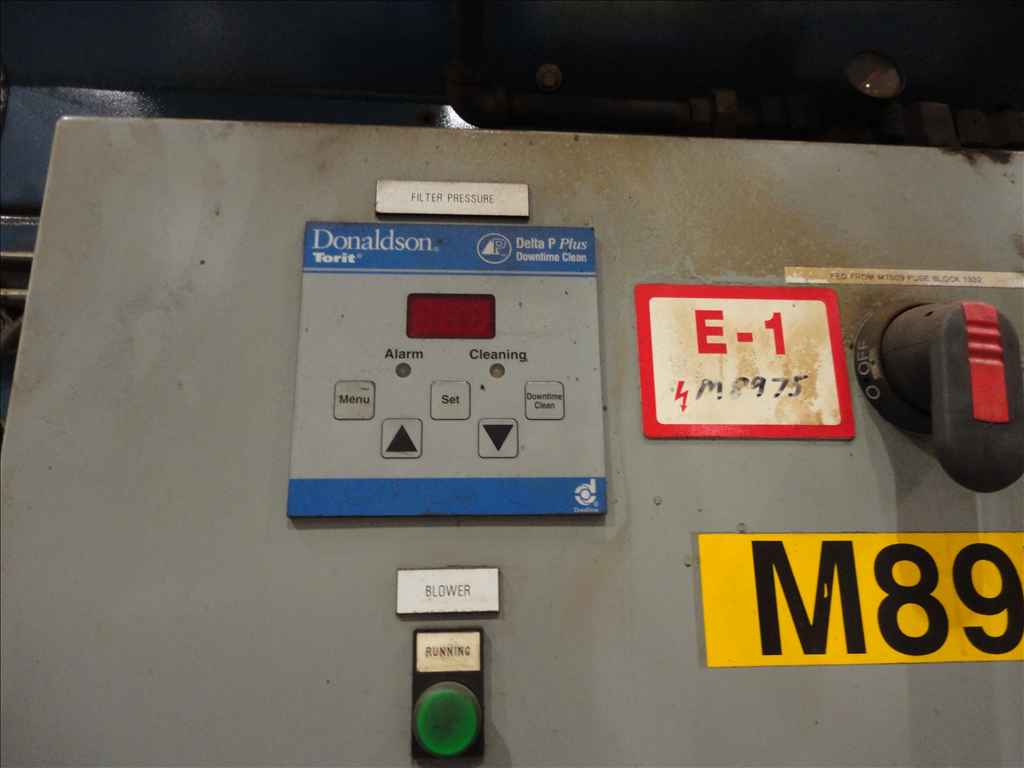 FILTER PRESSURE
Donaldson
Torit
Delta P Plus
Downtime Clean
Alarm
Cleaning
Menu
Set
Downtime
Clean
E-1
M8975
O OFF
BLOWER
RUNNING
M89